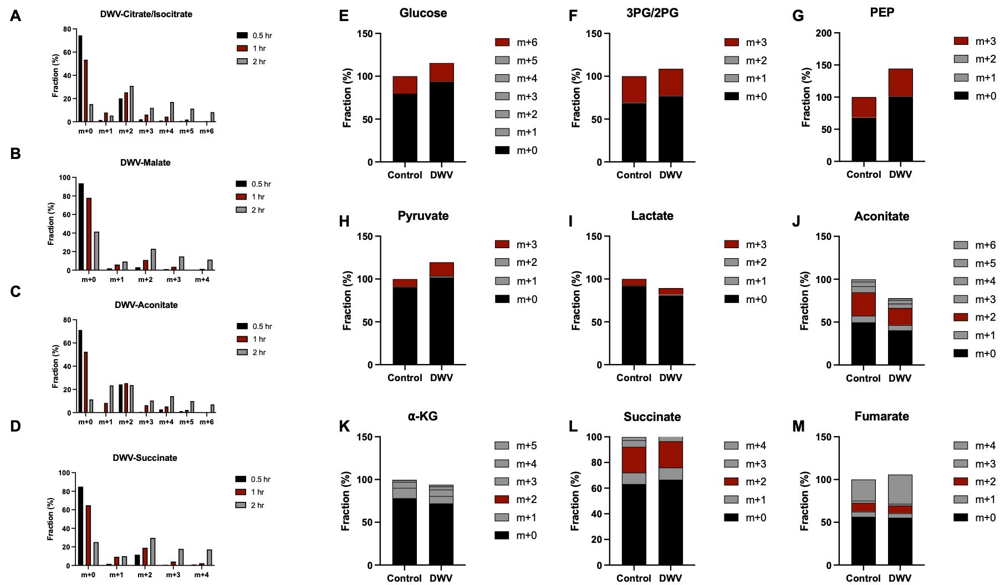 A
DWV-Citrate/Isocitrate
Fraction (%)
80
60
40
20
0
m+0 m+1 m+2 m+3 m+4 m+5 m+6
0.5 hr
1 hr
2 hr
B
DWV-Malate
Fraction (%)
100
80
60
40
20
0
m+0 m+1 m+2 m+3 m+4
0.5 hr
1 hr
2 hr
C
DWV-Aconitate
Fraction (%)
80
60
40
20
0
m+0 m+1 m+2 m+3 m+4 m+5 m+6
0.5 hr
1 hr
2 hr
D
DWV-Succinate
Fraction (%)
100
80
60
40
20
0
m+0 m+1 m+2 m+3 m+4
0.5 hr
1 hr
2 hr
E
Glucose
Fraction (%)
150
100
50
0
Control DWV
m+6
m+5
m+4
m+3
m+2
m+1
m+0
F
3PG/2PG
Fraction (%)
150
100
50
0
Control DWV
m+3
m+2
m+1
m+0
G
PEP
Fraction (%)
200
150
100
50
0
Control DWV
m+3
m+2
m+1
m+0
H
Pyruvate
Fraction (%)
150
100
50
0
Control DWV
m+3
m+2
m+1
m+0
I
Lactate
Fraction (%)
150
100
50
0
Control DWV
m+3
m+2
m+1
m+0
J
Aconitate
Fraction (%)
150
100
50
0
Control DWV
m+6
m+5
m+4
m+3
m+2
m+1
m+0
K
α-KG
Fraction (%)
150
100
50
0
Control DWV
m+5
m+4
m+3
m+2
m+1
m+0
L
Succinate
Fraction (%)
100
80
60
40
20
0
Control DWV
m+4
m+3
m+2
m+1
m+0
M
Fumarate
Fraction (%)
150
100
50
0
Control DWV
m+4
m+3
m+2
m+1
m+0